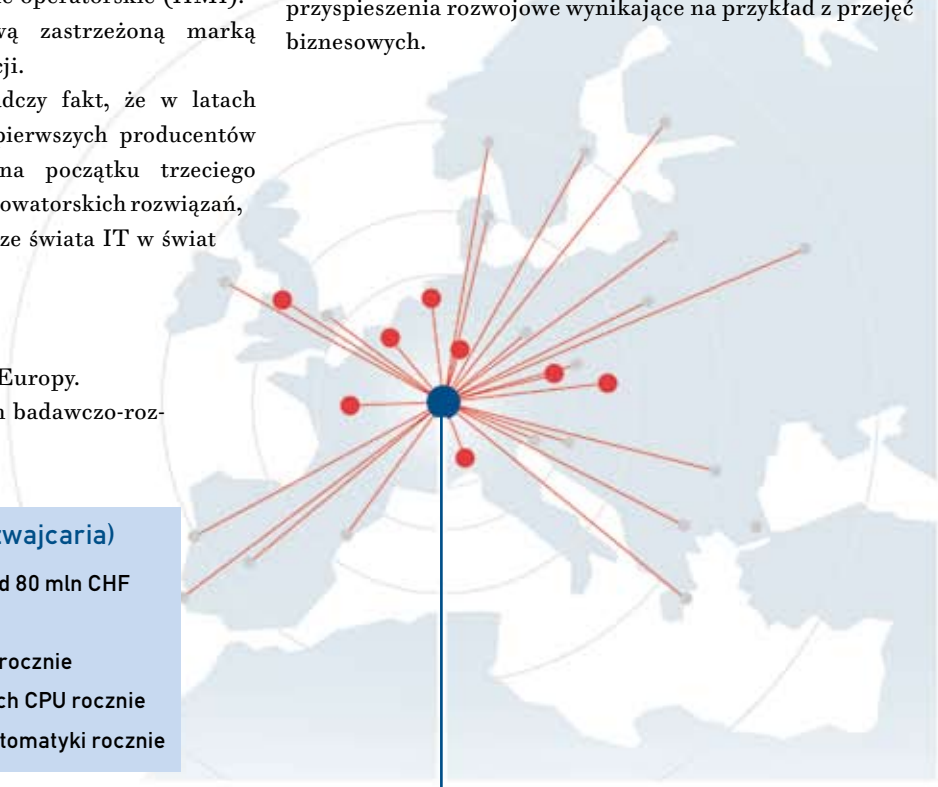 operatorskie (HMI).
wą zastrzeżoną marką
cji.
dczy fakt, że w latach
pierwszych producentów
na początku trzeciego
owatorskich rozwiązań,
ze świata IT w świat
Europy.
badawczo-roz-
przyspieszenia rozwojowe wynikające na przykład z przejęć
biznesowych.
zwajcaria)
d 80 mln CHF
rocznie
ch CPU rocznie
tomatyki rocznie